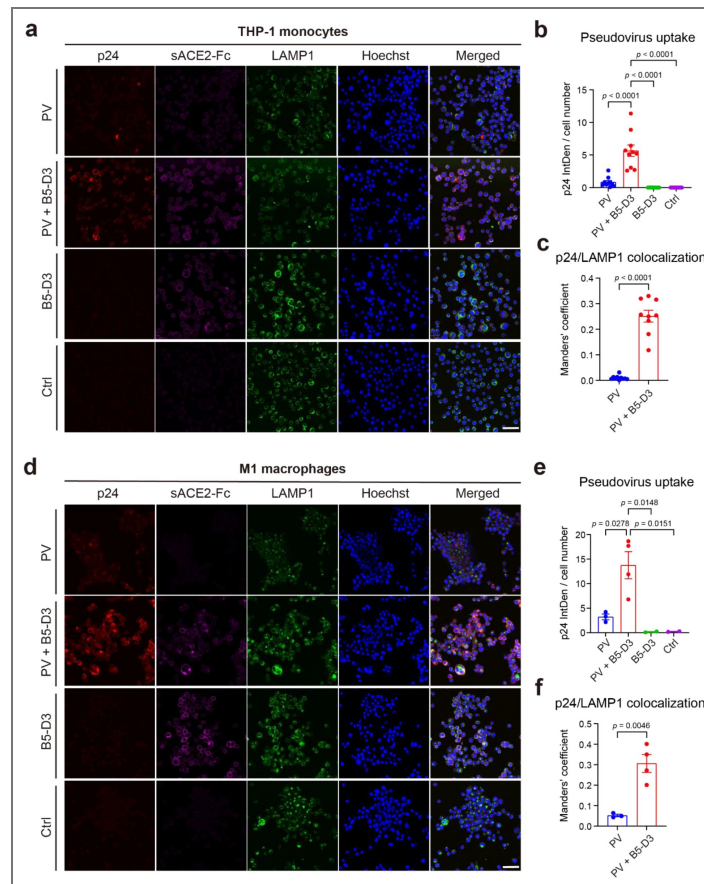 a
THP-1 monocytes
p24 sACE2-Fc LAMP1 Hoechst Merged
PV
PV + B5-D3
B5-D3
Ctrl
b
Pseudovirus uptake
p < 0.0001
p < 0.0001
p < 0.0001
p24 IntDen / cell number
15
10
5
0
PV
PV + B5-D3
B5-D3
Ctrl
c
p24/LAMP1 colocalization
p < 0.0001
Manders' coefficient
0.4
0.3
0.2
0.1
0.0
PV
PV + B5-D3
d
M1 macrophages
p24 sACE2-Fc LAMP1 Hoechst Merged
PV
PV + B5-D3
B5-D3
Ctrl
e
Pseudovirus uptake
p = 0.0148
p = 0.0278 p = 0.0151
p24 IntDen / cell number
20
15
10
5
0
PV
PV + B5-D3
B5-D3
Ctrl
f
p24/LAMP1 colocalization
p = 0.0046
Manders' coefficient
0.5
0.4
0.3
0.2
0.1
0.0
PV
PV + B5-D3